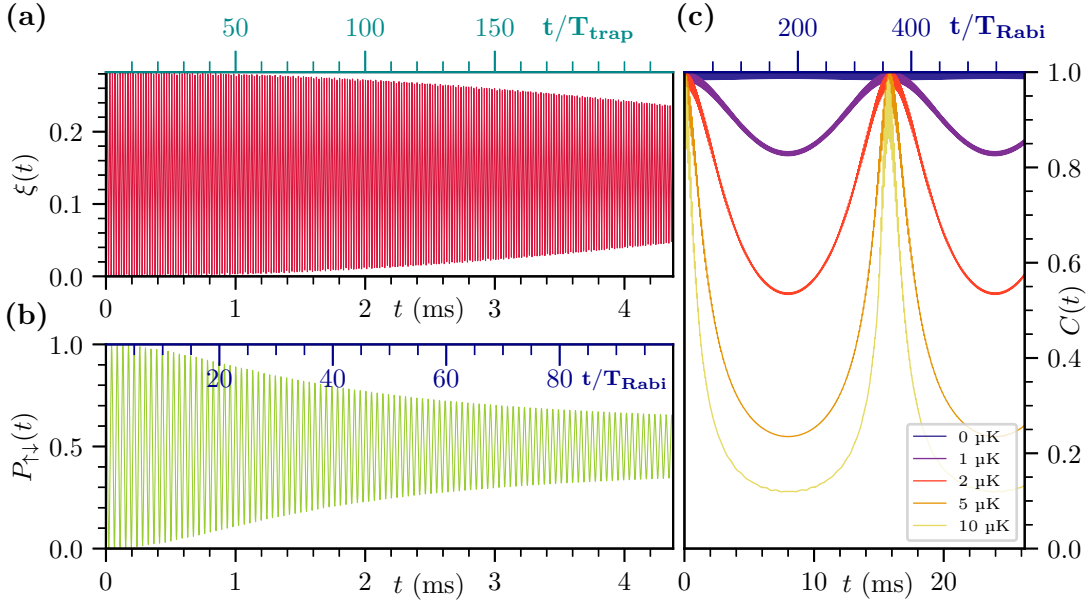 (a)
50 100 150 t/T_trap
ξ(t)
0.2
0.1
0.0
0 1 2 t (ms) 3 4
(b)
P↑↓(t)
1.0
0.5
0.0
20 40 60 80 t/T_Rabi
0 1 2 t (ms) 3 4
(c)
200 400 t/T_Rabi
1.0
0.8
0.6
C(t)
0.4
0.2
0.0
0 µK
1 µK
2 µK
5 µK
10 µK
0 10 t (ms) 20